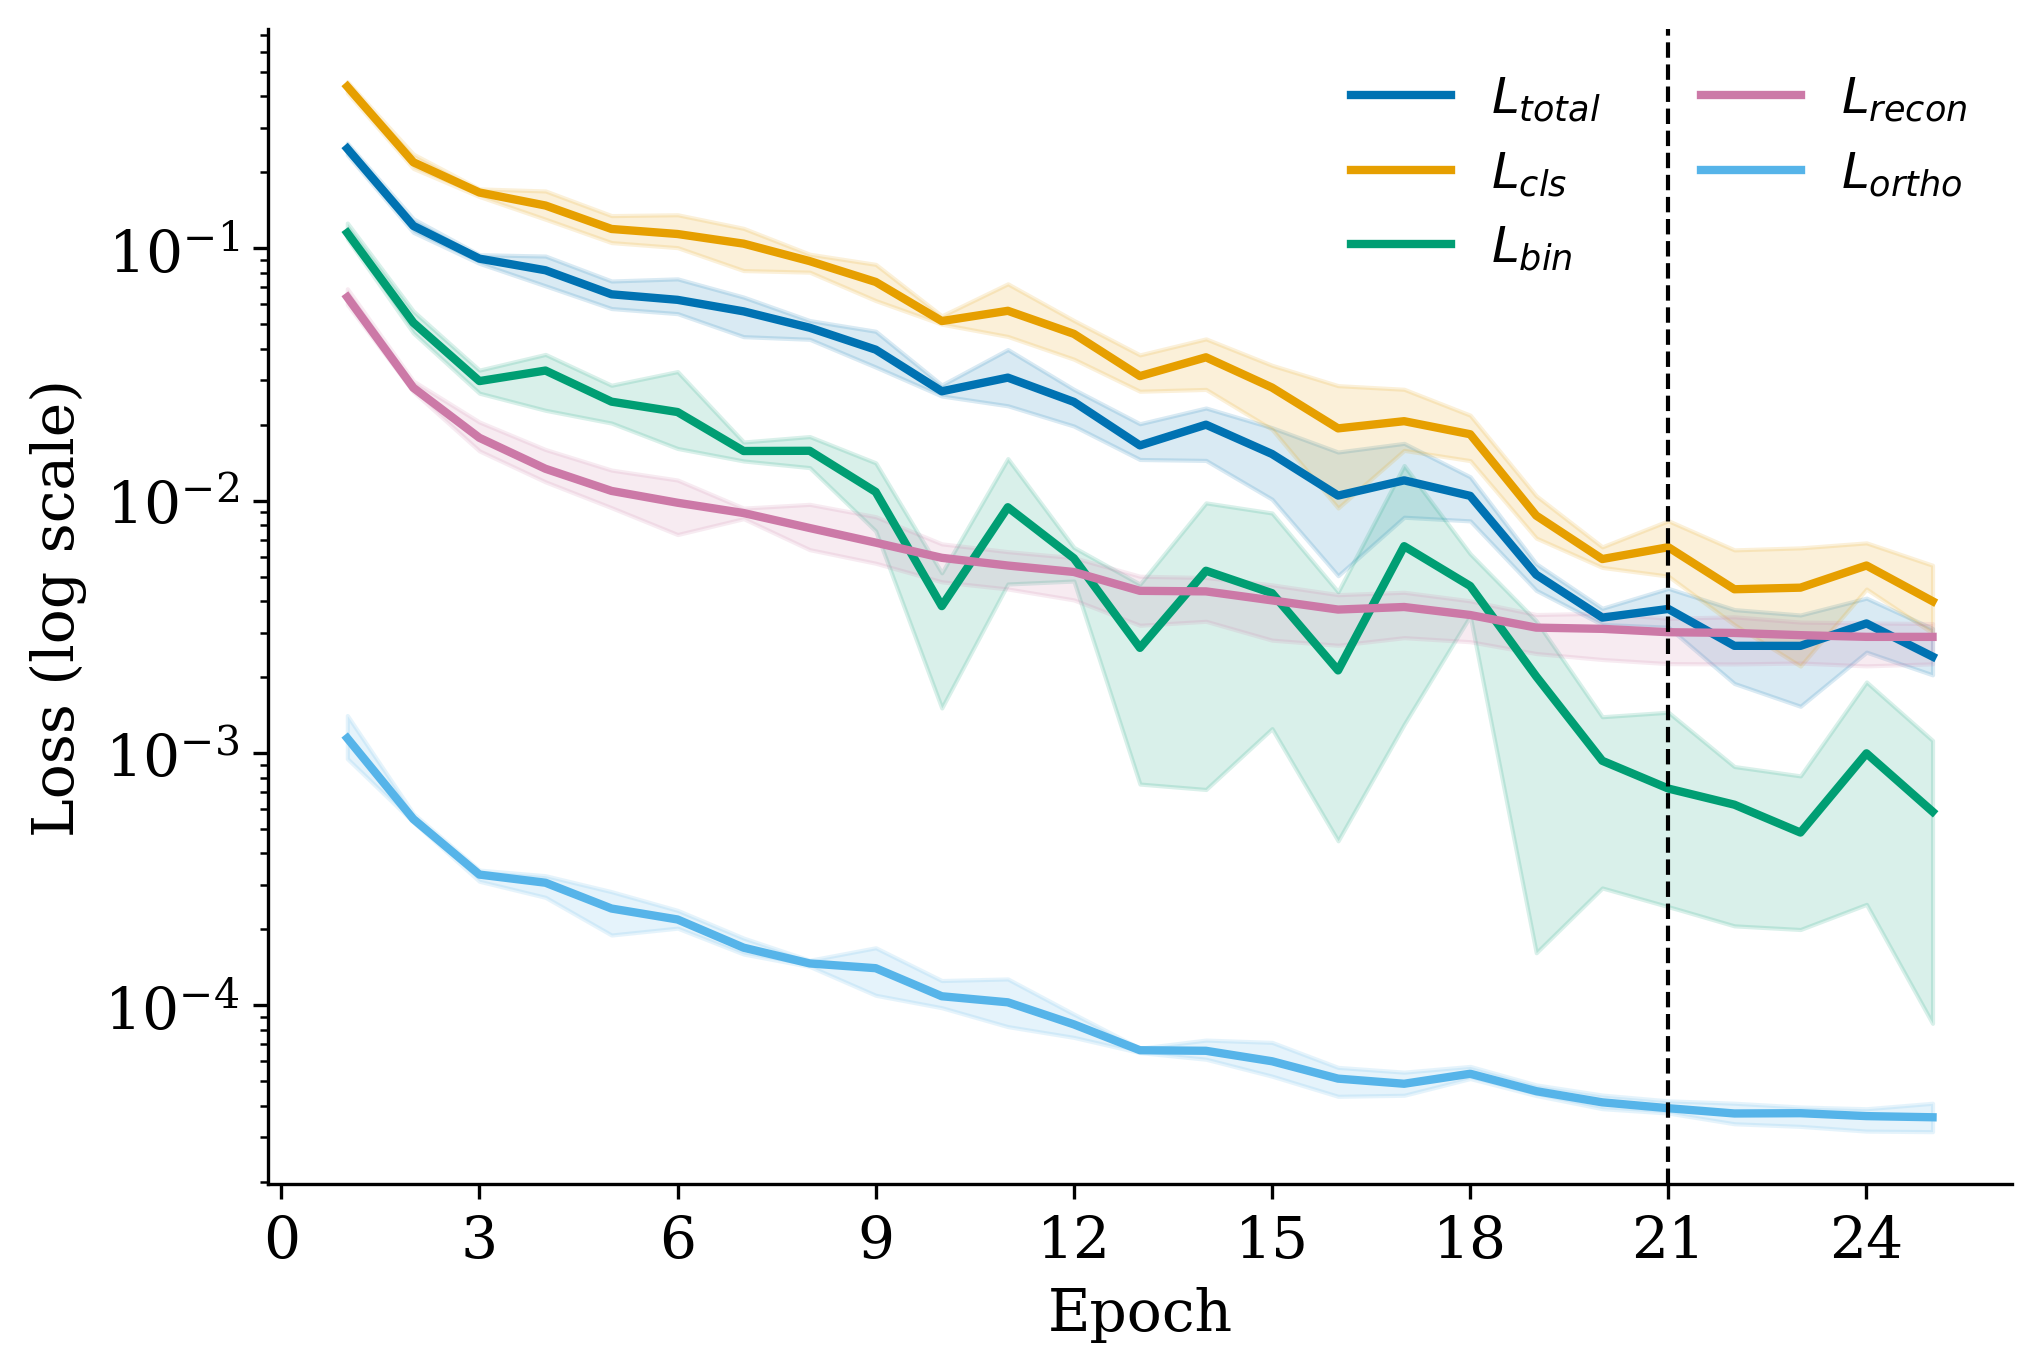 Loss (log scale)
10⁻¹
10⁻²
10⁻³
10⁻⁴
L_total
L_cls
L_bin
L_recon
L_ortho
0 3 6 9 12 15 18 21 24
Epoch